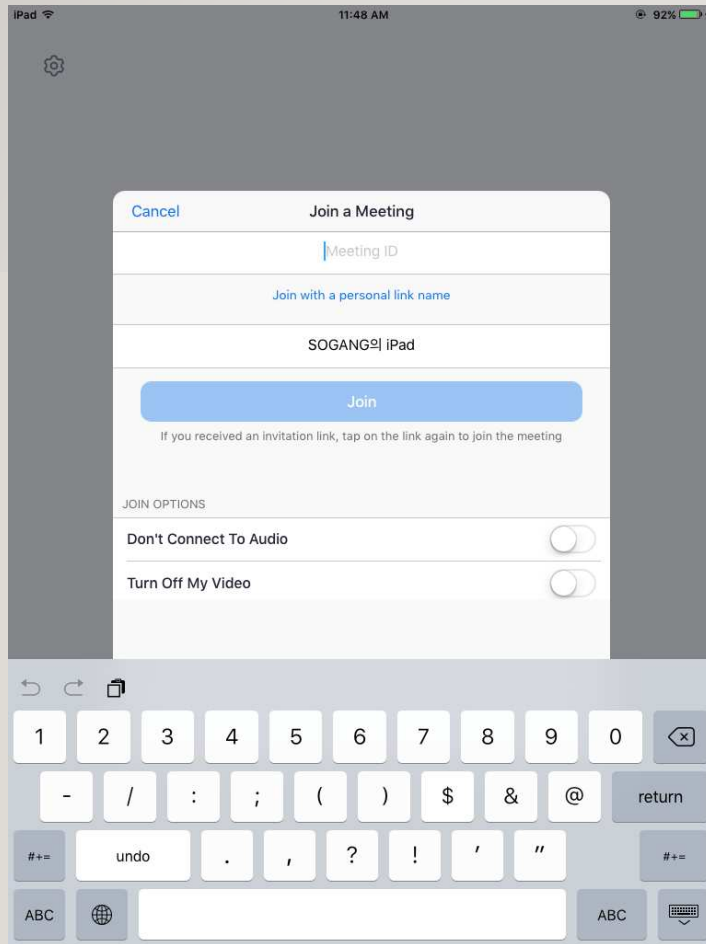 iPad 11:48 AM 92%
Cancel Join a Meeting
Meeting ID
Join with a personal link name
SOGANG의 iPad
Join
If you received an invitation link, tap on the link again to join the meeting
JOIN OPTIONS
Don't Connect To Audio
Turn Off My Video
1 2 3 4 5 6 7 8 9 0
- / : ; ( ) $ & @ return
#+= undo . , ? ! ' " #+=
ABC ABC